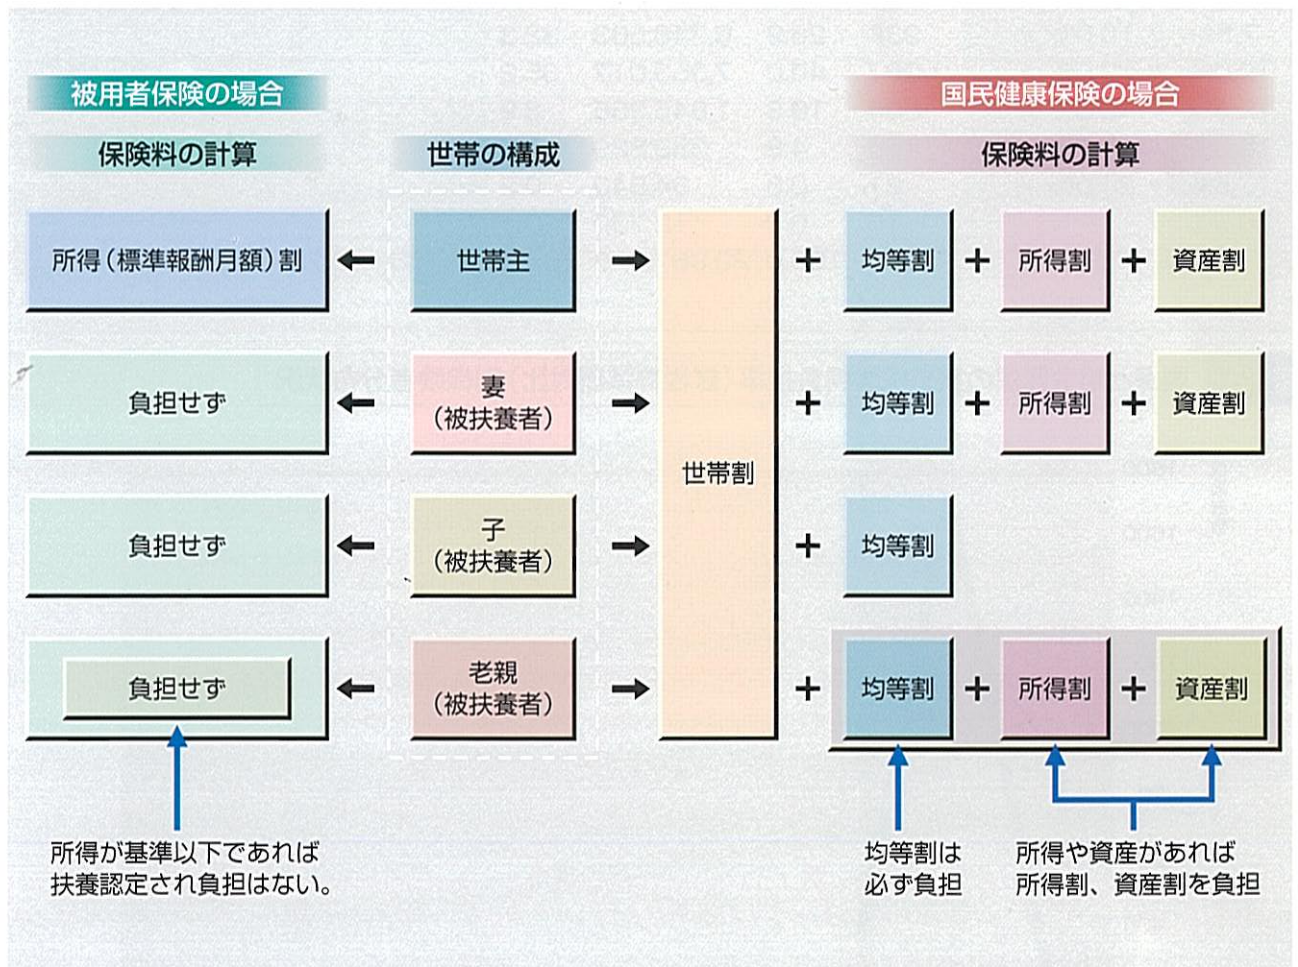 被用者保険の場合
国民健康保険の場合
保険料の計算
世帯の構成
保険料の計算
所得（標準報酬月額）割
世帯主
均等割
+
所得割
+
資産割
+
負担せず
妻
（被扶養者）
+
均等割
+
所得割
+
資産割
世帯割
負担せず
子
（被扶養者）
+
均等割
負担せず
老親
（被扶養者）
+
均等割
+
所得割
+
資産割
所得が基準以下であれば
扶養認定され負担はない。
均等割は
必ず負担
所得や資産があれば
所得割、資産割を負担